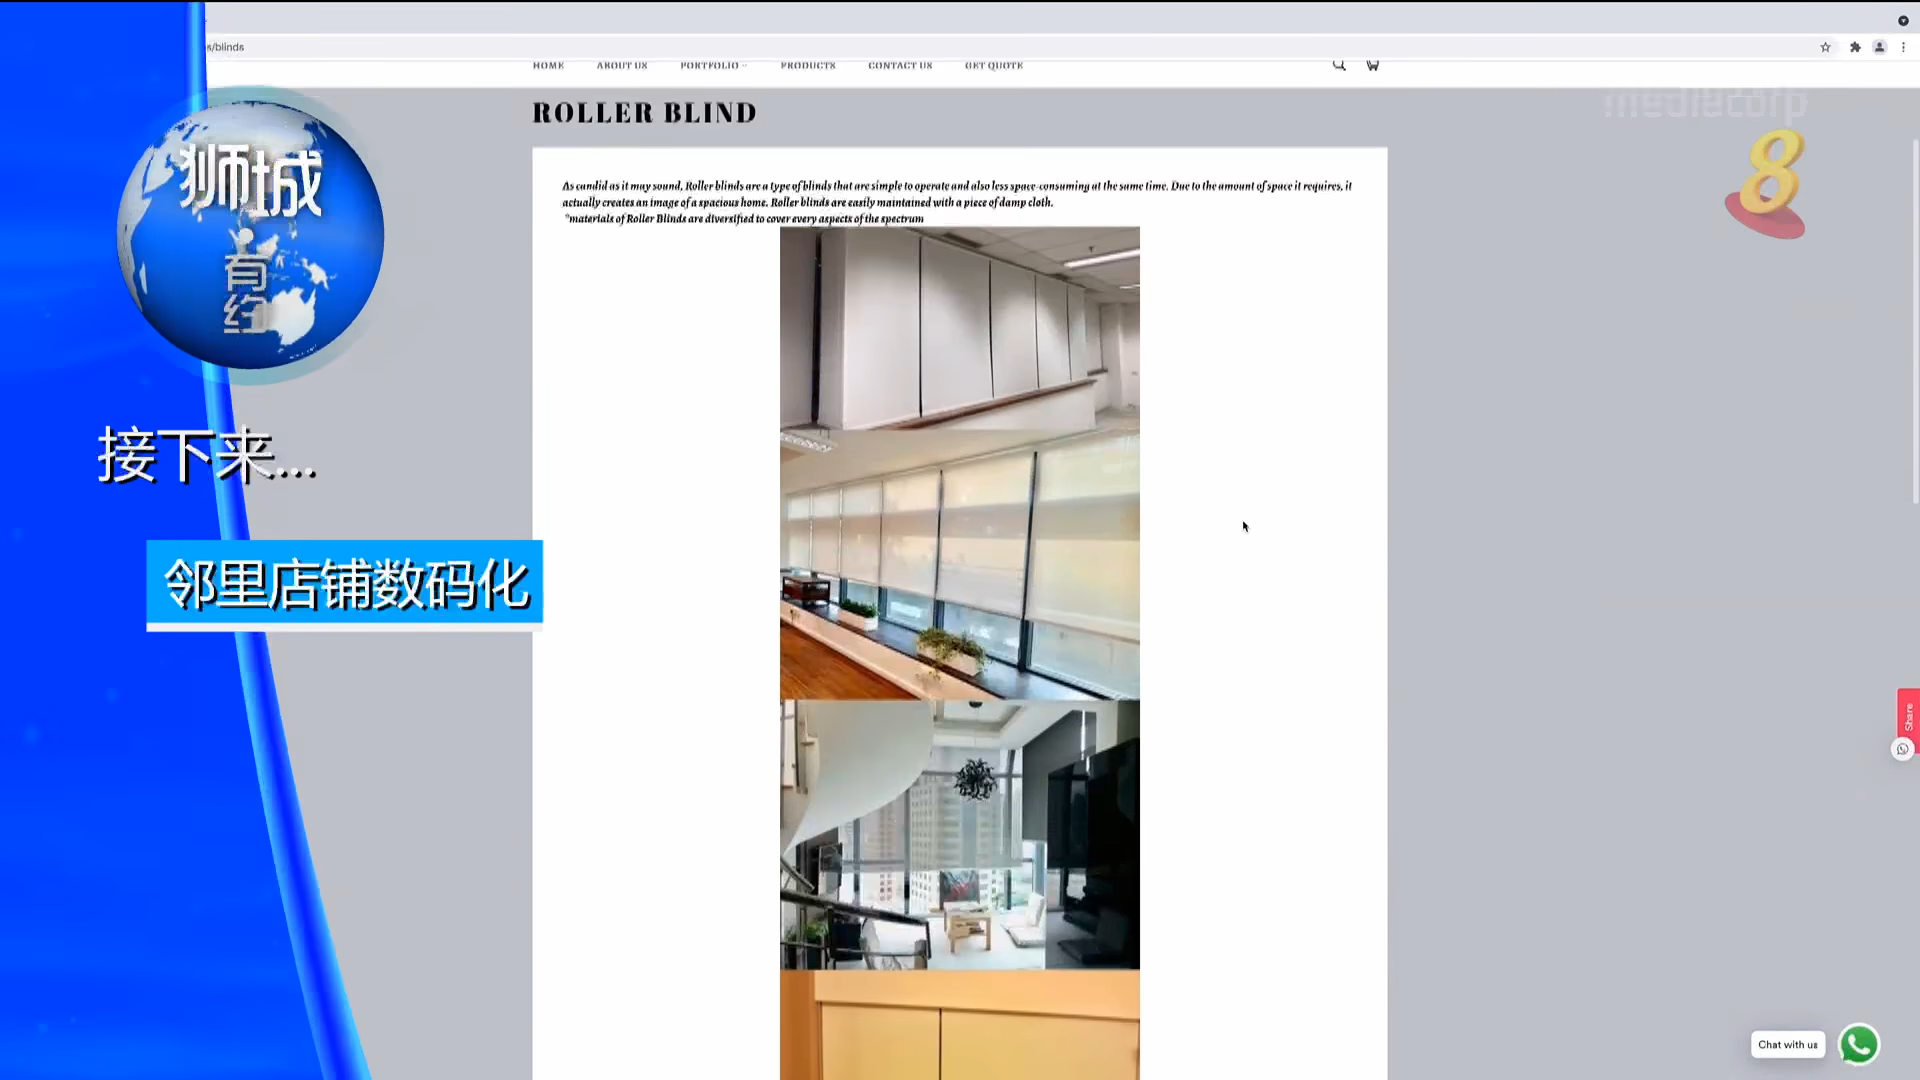 s/blinds
HOME ABOUT US PORTFOLIO PRODUCTS CONTACT US GET QUOTE
ROLLER BLIND
mediacorp
8
狮城
有
约
As candid as it may sound, Roller blinds are a type of blinds that are simple to operate and also less space-consuming at the same time. Due to the amount of space it requires, it
actually creates an image of a spacious home. Roller blinds are easily maintained with a piece of damp cloth.
*materials of Roller Blinds are diversified to cover every aspects of the spectrum
接下来...
邻里店铺数码化
Share
Chat with us